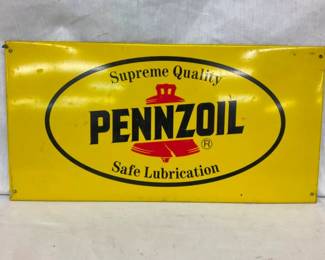 Supreme Quality
PENNZOIL
®
Safe Lubrication